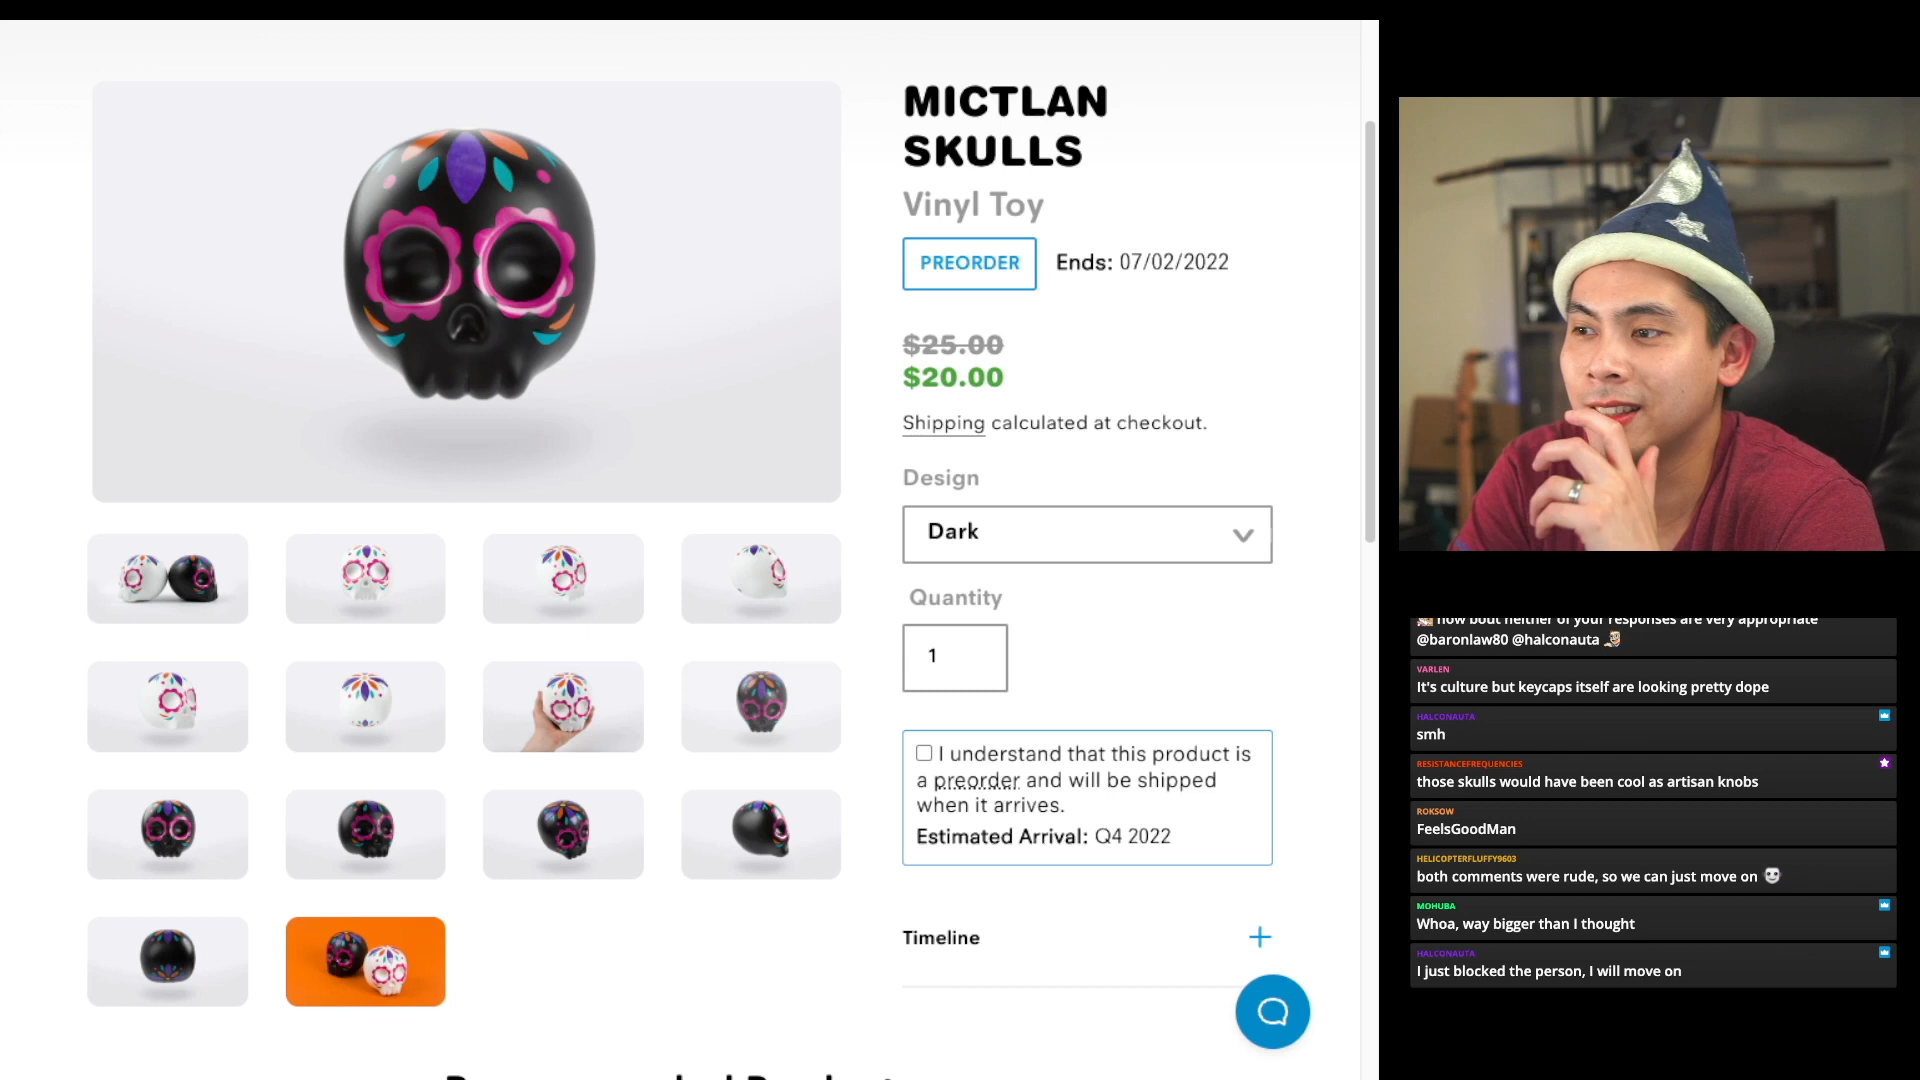 MICTLAN
SKULLS
Vinyl Toy
PREORDER
Ends: 07/02/2022
$25.00
$20.00
Shipping calculated at checkout.
Design
Dark
Quantity
1
I understand that this product is
a preorder and will be shipped
when it arrives.
Estimated Arrival: Q4 2022
Timeline
how bout neither of your responses are very appropriate
@baronlaw80 @halconauta
VARLEN
It's culture but keycaps itself are looking pretty dope
HALCONAUTA
smh
RESISTANCEFREQUENCIES
those skulls would have been cool as artisan knobs
ROKSOW
FeelsGoodMan
HELICOPTERFLUFFY9603
both comments were rude, so we can just move on
MOHUBA
Whoa, way bigger than I thought
HALCONAUTA
I just blocked the person, I will move on